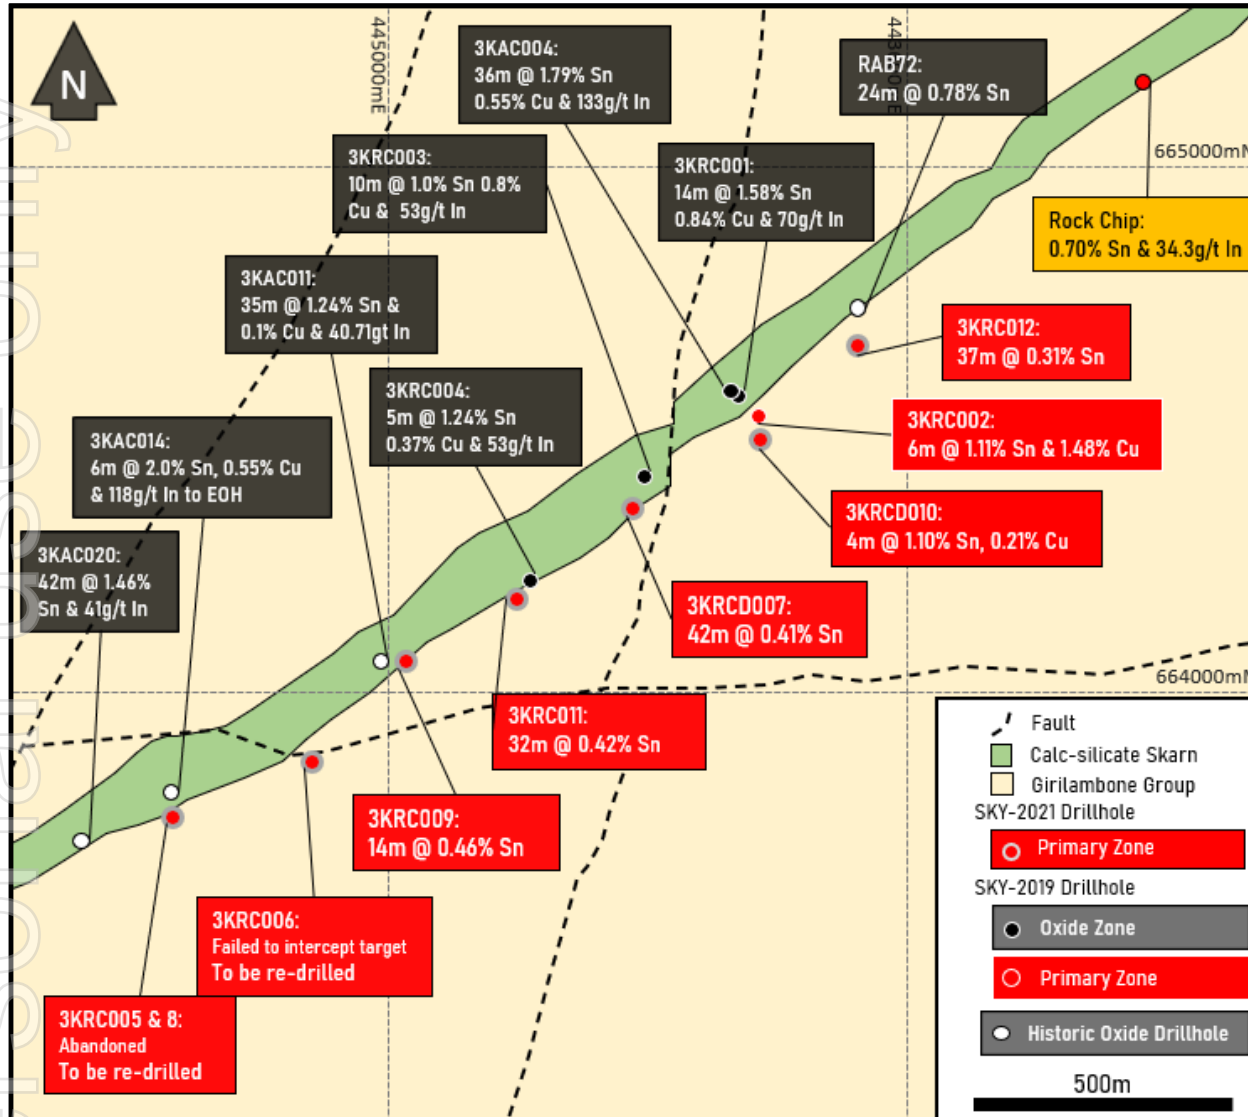 N
445000mE
3KAC004:
36m @ 1.79% Sn
0.55% Cu & 133g/t In
RAB72:
24m @ 0.78% Sn
665000mN
3KRC003:
10m @ 1.0% Sn 0.8%
Cu & 53g/t In
3KRC001:
14m @ 1.58% Sn
0.84% Cu & 70g/t In
Rock Chip:
0.70% Sn & 34.3g/t In
3KAC011:
35m @ 1.24% Sn &
0.1% Cu & 40.71gt In
3KRC012:
37m @ 0.31% Sn
3KRC004:
5m @ 1.24% Sn
0.37% Cu & 53g/t In
3KRC002:
6m @ 1.11% Sn & 1.48% Cu
3KAC014:
6m @ 2.0% Sn, 0.55% Cu
& 118g/t In to EOH
3KRCD010:
4m @ 1.10% Sn, 0.21% Cu
3KAC020:
42m @ 1.46%
Sn & 41g/t In
3KRCD007:
42m @ 0.41% Sn
664000mN
3KRC011:
32m @ 0.42% Sn
3KRC009:
14m @ 0.46% Sn
3KRC006:
Failed to intercept target
To be re-drilled
3KRC005 & 8:
Abandoned
To be re-drilled
Fault
Calc-silicate Skarn
Girilambone Group
SKY-2021 Drillhole
Primary Zone
SKY-2019 Drillhole
Oxide Zone
Primary Zone
Historic Oxide Drillhole
500m